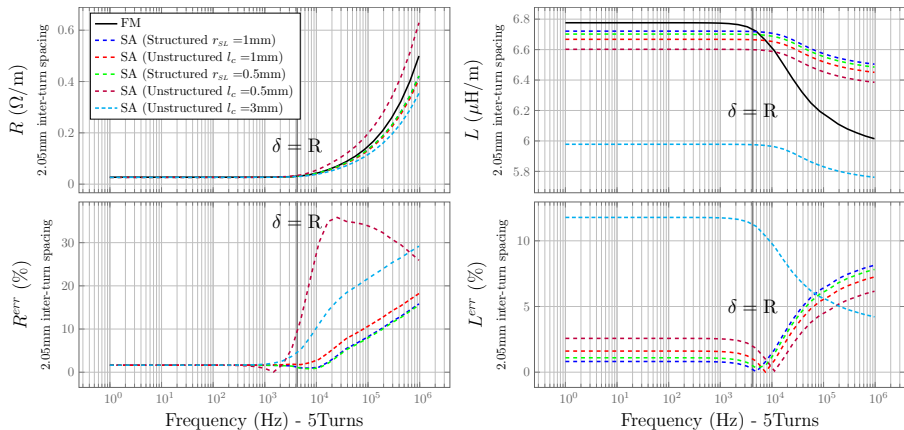 R (Ω/m)
2.05mm inter-turn spacing
0.6
0.4
0.2
0
FM
SA (Structured r_SL =1mm)
SA (Unstructured l_c =1mm)
SA (Structured r_SL =0.5mm)
SA (Unstructured l_c =0.5mm)
SA (Unstructured l_c =3mm)
δ = R
L (μH/m)
2.05mm inter-turn spacing
6.8
6.6
6.4
6.2
6
5.8
δ = R
R^err (%)
2.05mm inter-turn spacing
30
20
10
0
δ = R
10^0 10^1 10^2 10^3 10^4 10^5 10^6
Frequency (Hz) - 5Turns
L^err (%)
2.05mm inter-turn spacing
10
5
0
δ = R
10^0 10^1 10^2 10^3 10^4 10^5 10^6
Frequency (Hz) - 5Turns